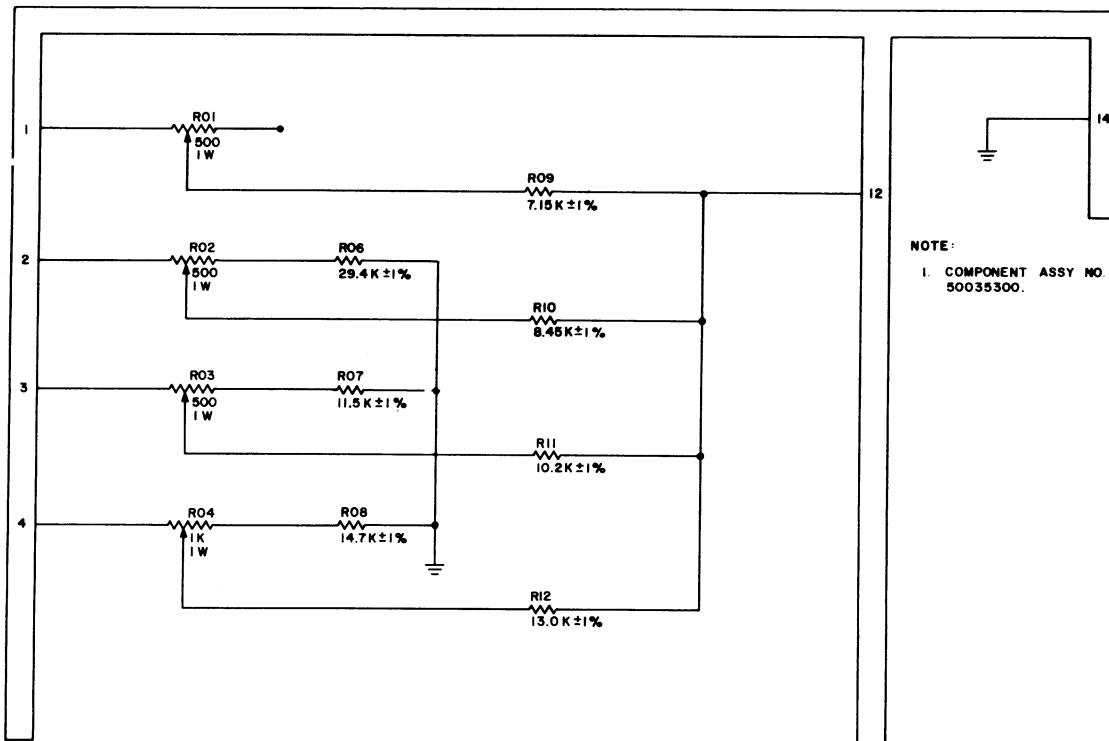 1
R01
500
1W
R09
7.15K±1%
12
14
2
R02
500
1W
R06
29.4K±1%
R10
8.45K±1%
NOTE:
1. COMPONENT ASSY NO.
50035300.
3
R03
500
1W
R07
11.5K±1%
R11
10.2K±1%
4
R04
1K
1W
R08
14.7K±1%
R12
13.0K±1%